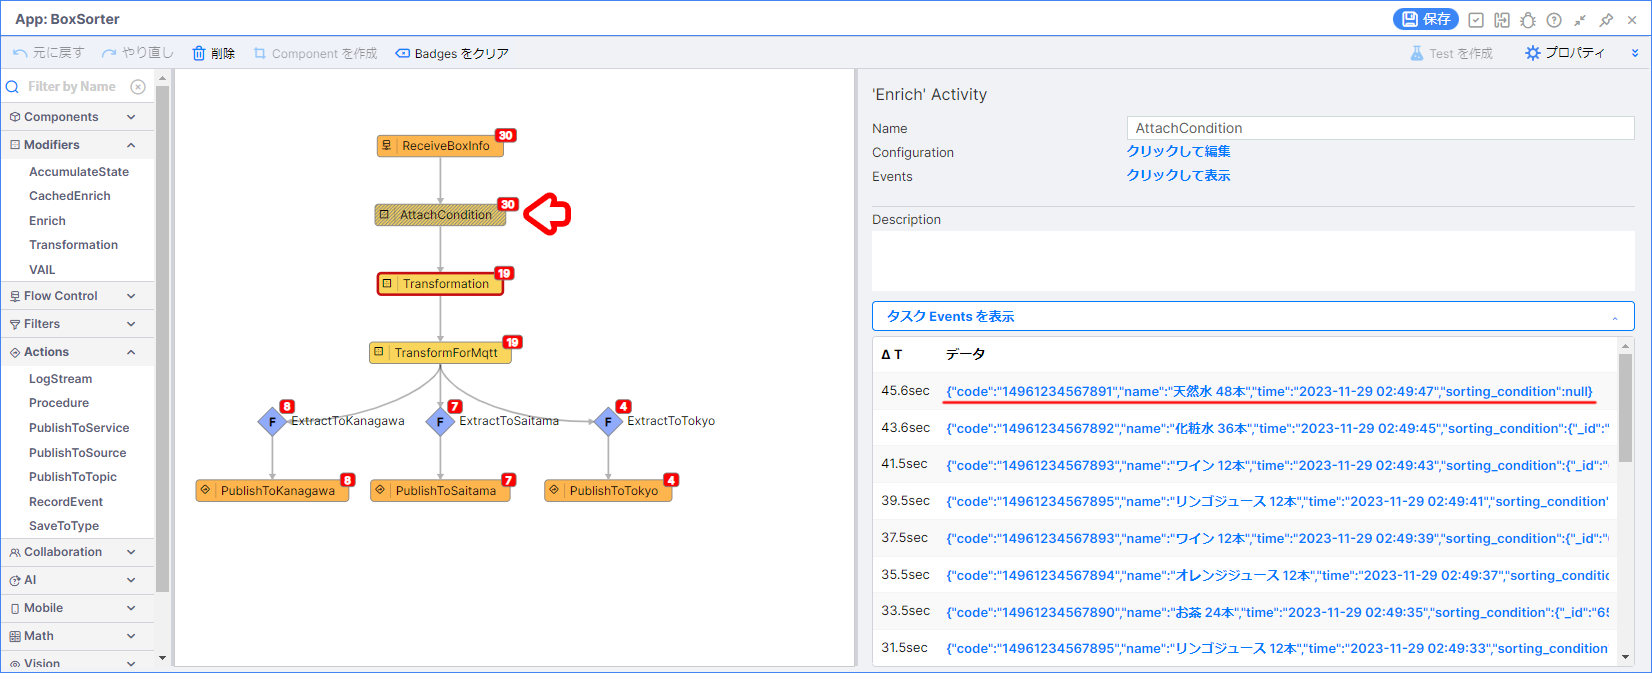 App: BoxSorter
保存
元に戻す
やり直し
削除
Component を作成
Badges をクリア
Test を作成
プロパティ
Filter by Name
Components
Modifiers
AccumulateState
CachedEnrich
Enrich
Transformation
VAIL
Flow Control
Filters
Actions
LogStream
Procedure
PublishToService
PublishToSource
PublishToTopic
RecordEvent
SaveToType
Collaboration
AI
Mobile
Math
Vision
30
ReceiveBoxInfo
30
AttachCondition
19
Transformation
19
TransformForMqtt
8
F
ExtractToKanagawa
7
F
ExtractToSaitama
4
F
ExtractToTokyo
8
PublishToKanagawa
7
PublishToSaitama
4
PublishToTokyo
'Enrich' Activity
Name
AttachCondition
Configuration
クリックして編集
Events
クリックして表示
Description
タスク Events を表示
Δ T データ
45.6sec {"code":"14961234567891","name":"天然水 48本","time":"2023-11-29 02:49:47","sorting_condition":null}
43.6sec {"code":"14961234567892","name":"化粧水 36本","time":"2023-11-29 02:49:45","sorting_condition":{"_id":"
41.5sec {"code":"14961234567893","name":"ワイン 12本","time":"2023-11-29 02:49:43","sorting_condition":{"_id":"
39.5sec {"code":"14961234567895","name":"リンゴジュース 12本","time":"2023-11-29 02:49:41","sorting_condition"
37.5sec {"code":"14961234567893","name":"ワイン 12本","time":"2023-11-29 02:49:39","sorting_condition":{"_id":"
35.5sec {"code":"14961234567894","name":"オレンジジュース 12本","time":"2023-11-29 02:49:37","sorting_conditic
33.5sec {"code":"14961234567890","name":"お茶 24本","time":"2023-11-29 02:49:35","sorting_condition":{"_id":"65
31.5sec {"code":"14961234567895","name":"リンゴジュース 12本","time":"2023-11-29 02:49:33","sorting_condition